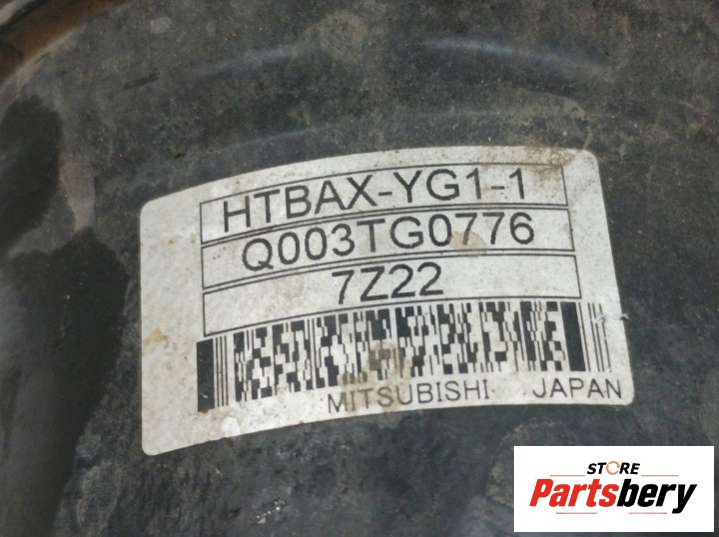 HTBAX-YG1-1
Q003TG0776
7Z22
MITSUBISHI JAPAN
STORE
Partsbery